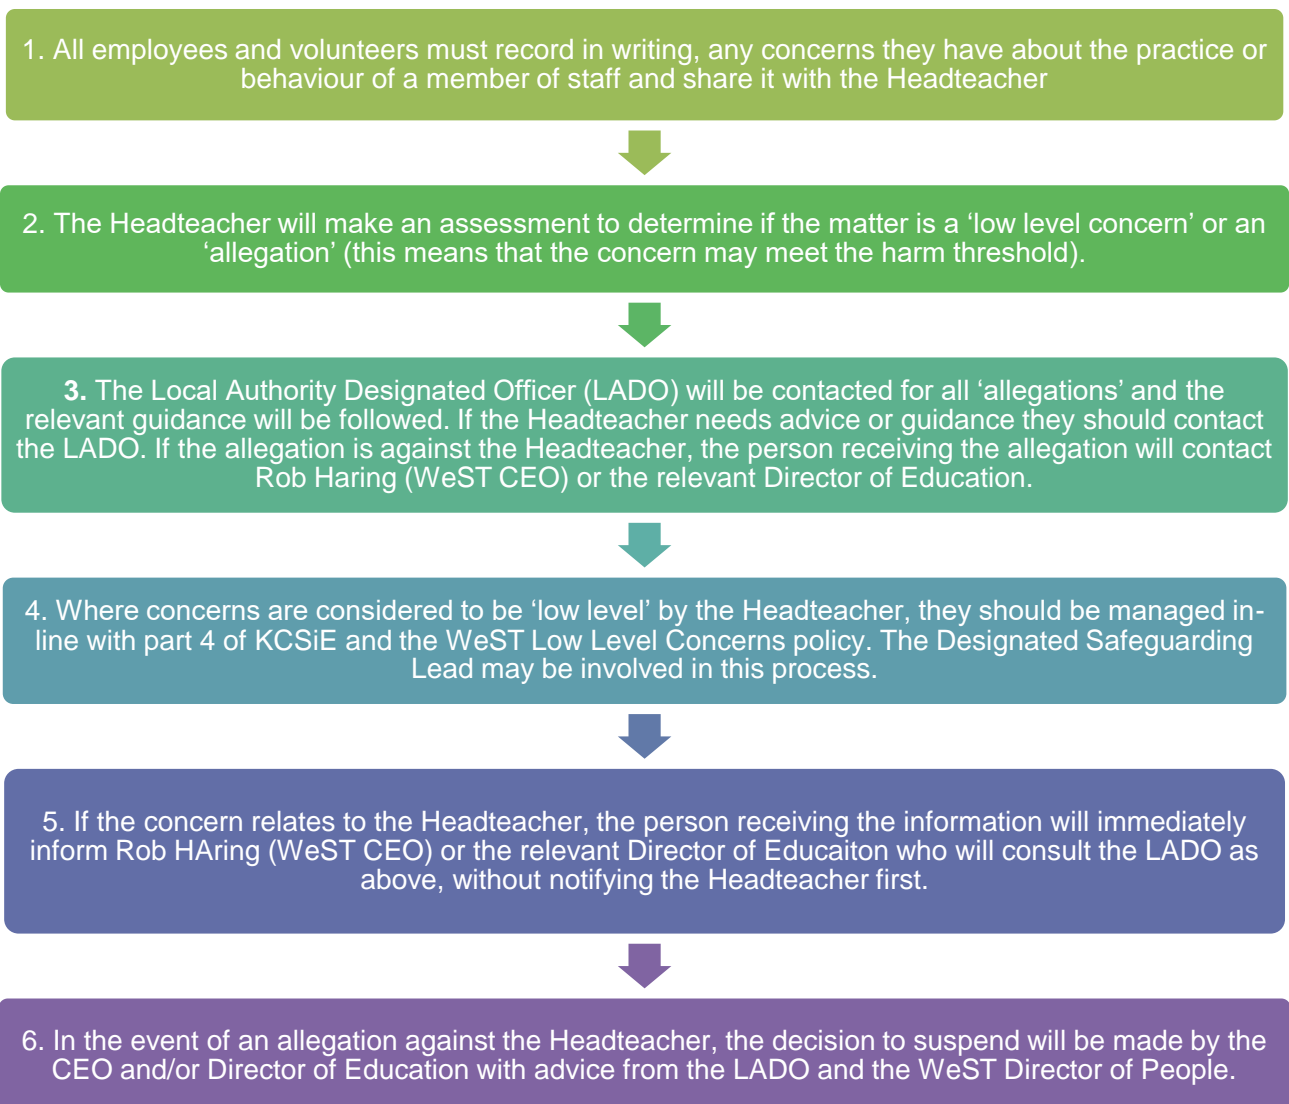 1. All employees and volunteers must record in writing, any concerns they have about the practice or
behaviour of a member of staff and share it with the Headteacher
2. The Headteacher will make an assessment to determine if the matter is a ‘low level concern’ or an
‘allegation’ (this means that the concern may meet the harm threshold).
3. The Local Authority Designated Officer (LADO) will be contacted for all ‘allegations’ and the
relevant guidance will be followed. If the Headteacher needs advice or guidance they should contact
the LADO. If the allegation is against the Headteacher, the person receiving the allegation will contact
Rob Haring (WeST CEO) or the relevant Director of Education.
4. Where concerns are considered to be ‘low level’ by the Headteacher, they should be managed in-
line with part 4 of KCSiE and the WeST Low Level Concerns policy. The Designated Safeguarding
Lead may be involved in this process.
5. If the concern relates to the Headteacher, the person receiving the information will immediately
inform Rob HAring (WeST CEO) or the relevant Director of Educaiton who will consult the LADO as
above, without notifying the Headteacher first.
6. In the event of an allegation against the Headteacher, the decision to suspend will be made by the
CEO and/or Director of Education with advice from the LADO and the WeST Director of People.